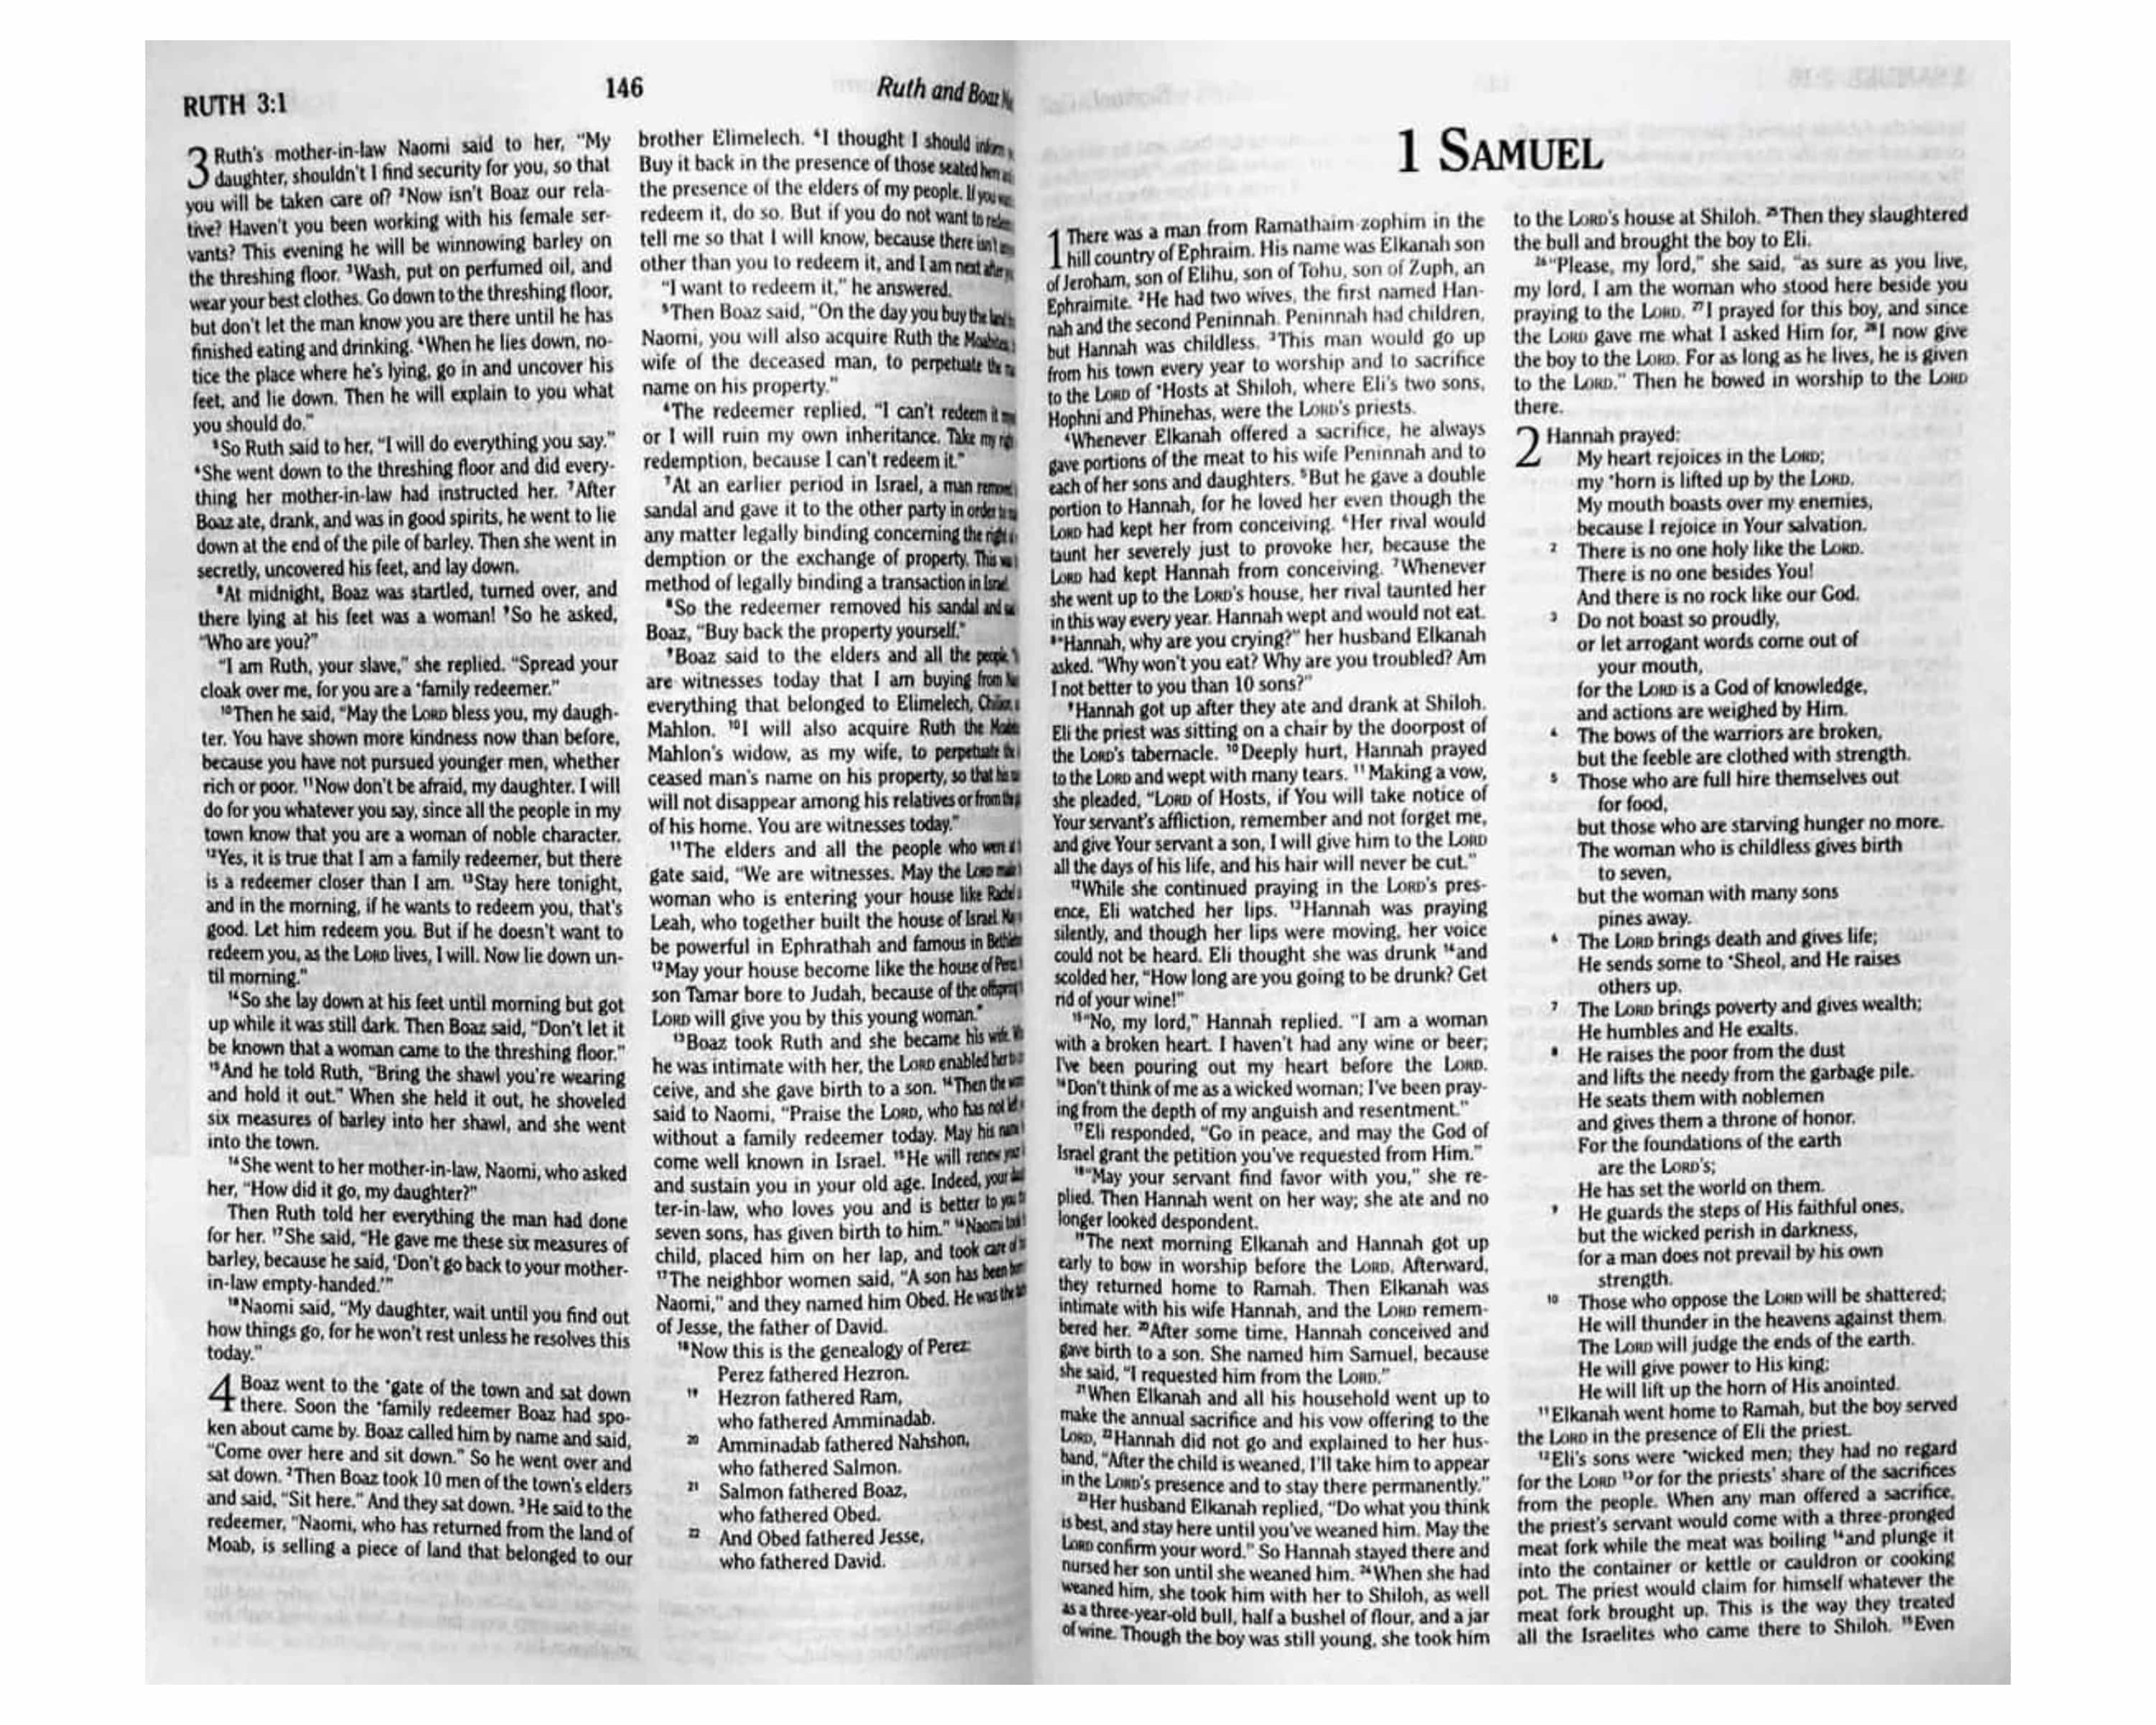 RUTH 3:1
146
Ruth and Boaz
3 Ruth's mother-in-law Naomi said to her, "My
daughter, shouldn't I find security for you, so that
you will be taken care of? ²Now isn't Boaz our rela-
tive? Haven't you been working with his female ser-
vants? This evening he will be winnowing barley on
the threshing floor. ³Wash, put on perfumed oil, and
wear your best clothes. Go down to the threshing floor,
but don't let the man know you are there until he has
finished eating and drinking. ⁴When he lies down, no-
tice the place where he's lying, go in and uncover his
feet, and lie down. Then he will explain to you what
you should do."
⁵So Ruth said to her, "I will do everything you say."
⁶She went down to the threshing floor and did every-
thing her mother-in-law had instructed her. ⁷After
Boaz ate, drank, and was in good spirits, he went to lie
down at the end of the pile of barley. Then she went in
secretly, uncovered his feet, and lay down.
⁸At midnight, Boaz was startled, turned over, and
there lying at his feet was a woman! ⁹So he asked,
"Who are you?"
"I am Ruth, your slave," she replied. "Spread your
cloak over me, for you are a *family redeemer."
¹⁰Then he said, "May the LORD bless you, my daugh-
ter. You have shown more kindness now than before,
because you have not pursued younger men, whether
rich or poor. ¹¹Now don't be afraid, my daughter. I will
do for you whatever you say, since all the people in my
town know that you are a woman of noble character.
¹²Yes, it is true that I am a family redeemer, but there
is a redeemer closer than I am. ¹³Stay here tonight,
and in the morning, if he wants to redeem you, that's
good. Let him redeem you. But if he doesn't want to
redeem you, as the LORD lives, I will. Now lie down un-
til morning."
¹⁴So she lay down at his feet until morning but got
up while it was still dark. Then Boaz said, "Don't let it
be known that a woman came to the threshing floor."
¹⁵And he told Ruth, "Bring the shawl you're wearing
and hold it out." When she held it out, he shoveled
six measures of barley into her shawl, and she went
into the town.
¹⁶She went to her mother-in-law, Naomi, who asked
her, "How did it go, my daughter?"
Then Ruth told her everything the man had done
for her. ¹⁷She said, "He gave me these six measures of
barley, because he said, 'Don't go back to your mother-
in-law empty-handed.'"
¹⁸Naomi said, "My daughter, wait until you find out
how things go, for he won't rest unless he resolves this
today."
4 Boaz went to the *gate of the town and sat down
there. Soon the *family redeemer Boaz had spo-
ken about came by. Boaz called him by name and said,
"Come over here and sit down." So he went over and
sat down. ²Then Boaz took 10 men of the town's elders
and said, "Sit here." And they sat down. ³He said to the
redeemer, "Naomi, who has returned from the land of
Moab, is selling a piece of land that belonged to our
brother Elimelech. ⁴I thought I should inform
Buy it back in the presence of those seated here
the presence of the elders of my people. If you
redeem it, do so. But if you do not want to
tell me so that I will know, because there isn't
other than you to redeem it, and I am next after
"I want to redeem it," he answered.
⁵Then Boaz said, "On the day you buy the
Naomi, you will also acquire Ruth the
wife of the deceased man, to perpetuate the
name on his property."
⁶The redeemer replied, "I can't redeem it
or I will ruin my own inheritance. Take my
redemption, because I can't redeem it."
⁷At an earlier period in Israel, a man
sandal and gave it to the other party in order
any matter legally binding concerning the
demption or the exchange of property. This
method of legally binding a transaction in Israel.
⁸So the redeemer removed his sandal and
Boaz, "Buy back the property yourself."
⁹Boaz said to the elders and all the people,
are witnesses today that I am buying from
everything that belonged to Elimelech,
Mahlon. ¹⁰I will also acquire Ruth the
Mahlon's widow, as my wife, to perpetuate
ceased man's name on his property, so that his
will not disappear among his relatives or from the
of his home. You are witnesses today."
¹¹The elders and all the people who were
gate said, "We are witnesses. May the LORD
woman who is entering your house like Rachel
Leah, who together built the house of Israel.
be powerful in Ephrathah and famous in
¹²May your house become like the house of
son Tamar bore to Judah, because of the
LORD will give you by this young woman."
¹³Boaz took Ruth and she became his wife.
he was intimate with her, the LORD enabled her
ceive, and she gave birth to a son. ¹⁴Then the
said to Naomi, "Praise the LORD, who has not
without a family redeemer today. May his
come well known in Israel. ¹⁵He will renew
and sustain you in your old age. Indeed, your
ter-in-law, who loves you and is better to you
seven sons, has given birth to him." ¹⁶Naomi
child, placed him on her lap, and took care
¹⁷The neighbor women said, "A son has been
Naomi," and they named him Obed. He was the
of Jesse, the father of David.
¹⁸Now this is the genealogy of Perez:
Perez fathered Hezron.
¹⁹ Hezron fathered Ram,
who fathered Amminadab.
²⁰ Amminadab fathered Nahshon,
who fathered Salmon.
²¹ Salmon fathered Boaz,
who fathered Obed.
²² And Obed fathered Jesse,
who fathered David.
1 SAMUEL
1 There was a man from Ramathaim-zophim in the
hill country of Ephraim. His name was Elkanah son
of Jeroham, son of Elihu, son of Tohu, son of Zuph, an
Ephraimite. ²He had two wives, the first named Han-
nah and the second Peninnah. Peninnah had children,
but Hannah was childless. ³This man would go up
from his town every year to worship and to sacrifice
to the LORD of *Hosts at Shiloh, where Eli's two sons,
Hophni and Phinehas, were the LORD's priests.
⁴Whenever Elkanah offered a sacrifice, he always
gave portions of the meat to his wife Peninnah and to
each of her sons and daughters. ⁵But he gave a double
portion to Hannah, for he loved her even though the
LORD had kept her from conceiving. ⁶Her rival would
taunt her severely just to provoke her, because the
LORD had kept Hannah from conceiving. ⁷Whenever
she went up to the LORD's house, her rival taunted her
in this way every year. Hannah wept and would not eat.
⁸"Hannah, why are you crying?" her husband Elkanah
asked. "Why won't you eat? Why are you troubled? Am
I not better to you than 10 sons?"
⁹Hannah got up after they ate and drank at Shiloh.
Eli the priest was sitting on a chair by the doorpost of
the LORD's tabernacle. ¹⁰Deeply hurt, Hannah prayed
to the LORD and wept with many tears. ¹¹Making a vow,
she pleaded, "LORD of Hosts, if You will take notice of
Your servant's affliction, remember and not forget me,
and give Your servant a son, I will give him to the LORD
all the days of his life, and his hair will never be cut."
¹²While she continued praying in the LORD's pres-
ence, Eli watched her lips. ¹³Hannah was praying
silently, and though her lips were moving, her voice
could not be heard. Eli thought she was drunk ¹⁴and
scolded her, "How long are you going to be drunk? Get
rid of your wine!"
¹⁵"No, my lord," Hannah replied. "I am a woman
with a broken heart. I haven't had any wine or beer;
I've been pouring out my heart before the LORD.
¹⁶Don't think of me as a wicked woman; I've been pray-
ing from the depth of my anguish and resentment."
¹⁷Eli responded, "Go in peace, and may the God of
Israel grant the petition you've requested from Him."
¹⁸"May your servant find favor with you," she re-
plied. Then Hannah went on her way; she ate and no
longer looked despondent.
¹⁹The next morning Elkanah and Hannah got up
early to bow in worship before the LORD. Afterward,
they returned home to Ramah. Then Elkanah was
intimate with his wife Hannah, and the LORD remem-
bered her. ²⁰After some time, Hannah conceived and
gave birth to a son. She named him Samuel, because
she said, "I requested him from the LORD."
²¹When Elkanah and all his household went up to
make the annual sacrifice and his vow offering to the
LORD, ²²Hannah did not go and explained to her hus-
band, "After the child is weaned, I'll take him to appear
in the LORD's presence and to stay there permanently."
²³Her husband Elkanah replied, "Do what you think
is best, and stay here until you've weaned him. May the
LORD confirm your word." So Hannah stayed there and
nursed her son until she weaned him. ²⁴When she had
weaned him, she took him with her to Shiloh, as well
as a three-year-old bull, half a bushel of flour, and a jar
of wine. Though the boy was still young, she took him
to the LORD's house at Shiloh. ²⁵Then they slaughtered
the bull and brought the boy to Eli.
²⁶"Please, my lord," she said, "as sure as you live,
my lord, I am the woman who stood here beside you
praying to the LORD. ²⁷I prayed for this boy, and since
the LORD gave me what I asked Him for, ²⁸I now give
the boy to the LORD. For as long as he lives, he is given
to the LORD." Then he bowed in worship to the LORD
there.
2 Hannah prayed:
My heart rejoices in the LORD;
my *horn is lifted up by the LORD.
My mouth boasts over my enemies,
because I rejoice in Your salvation.
² There is no one holy like the LORD.
There is no one besides You!
And there is no rock like our God.
³ Do not boast so proudly,
or let arrogant words come out of
your mouth,
for the LORD is a God of knowledge,
and actions are weighed by Him.
⁴ The bows of the warriors are broken,
but the feeble are clothed with strength.
⁵ Those who are full hire themselves out
for food,
but those who are starving hunger no more.
The woman who is childless gives birth
to seven,
but the woman with many sons
pines away.
⁶ The LORD brings death and gives life;
He sends some to *Sheol, and He raises
others up.
⁷ The LORD brings poverty and gives wealth;
He humbles and He exalts.
⁸ He raises the poor from the dust
and lifts the needy from the garbage pile.
He seats them with noblemen
and gives them a throne of honor.
For the foundations of the earth
are the LORD's;
He has set the world on them.
⁹ He guards the steps of His faithful ones,
but the wicked perish in darkness,
for a man does not prevail by his own
strength.
¹⁰ Those who oppose the LORD will be shattered;
He will thunder in the heavens against them.
The LORD will judge the ends of the earth.
He will give power to His king;
He will lift up the horn of His anointed.
¹¹Elkanah went home to Ramah, but the boy served
the LORD in the presence of Eli the priest.
¹²Eli's sons were *wicked men; they had no regard
for the LORD ¹³or for the priests' share of the sacrifices
from the people. When any man offered a sacrifice,
the priest's servant would come with a three-pronged
meat fork while the meat was boiling ¹⁴and plunge it
into the container or kettle or cauldron or cooking
pot. The priest would claim for himself whatever the
meat fork brought up. This is the way they treated
all the Israelites who came there to Shiloh. ¹⁵Even